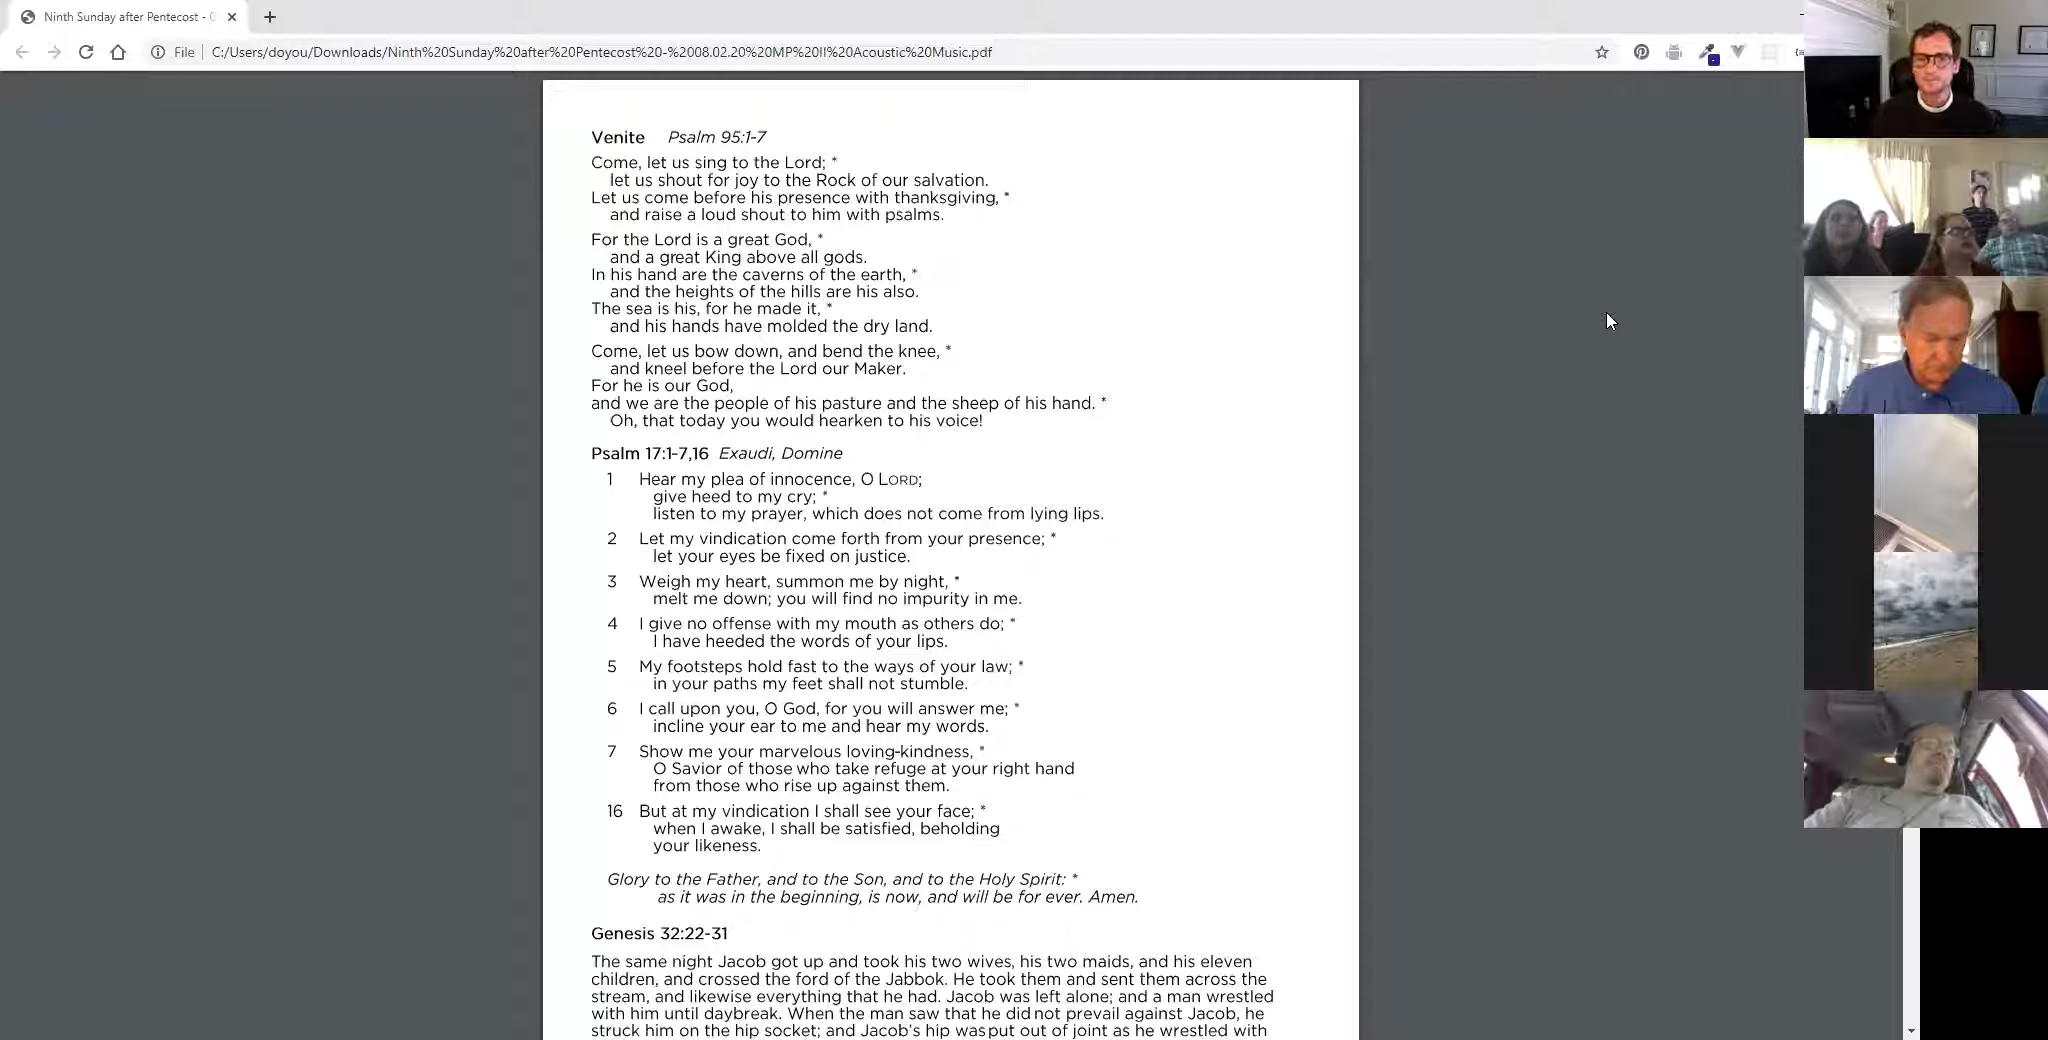 Ninth Sunday after Pentecost - 0
File
C:/Users/doyou/Downloads/Ninth%20Sunday%20after%20Pentecost%20-%2008.02.20%20MP%20II%20Acoustic%20Music.pdf
Venite Psalm 95:1-7
Come, let us sing to the Lord; *
let us shout for joy to the Rock of our salvation.
Let us come before his presence with thanksgiving, *
and raise a loud shout to him with psalms.
For the Lord is a great God, *
and a great King above all gods.
In his hand are the caverns of the earth, *
and the heights of the hills are his also.
The sea is his, for he made it, *
and his hands have molded the dry land.
Come, let us bow down, and bend the knee, *
and kneel before the Lord our Maker.
For he is our God,
and we are the people of his pasture and the sheep of his hand. *
Oh, that today you would hearken to his voice!
Psalm 17:1-7,16 Exaudi, Domine
1 Hear my plea of innocence, O LORD;
give heed to my cry; *
listen to my prayer, which does not come from lying lips.
2 Let my vindication come forth from your presence; *
let your eyes be fixed on justice.
3 Weigh my heart, summon me by night, *
melt me down; you will find no impurity in me.
4 I give no offense with my mouth as others do; *
I have heeded the words of your lips.
5 My footsteps hold fast to the ways of your law; *
in your paths my feet shall not stumble.
6 I call upon you, O God, for you will answer me; *
incline your ear to me and hear my words.
7 Show me your marvelous loving-kindness, *
O Savior of those who take refuge at your right hand
from those who rise up against them.
16 But at my vindication I shall see your face; *
when I awake, I shall be satisfied, beholding
your likeness.
Glory to the Father, and to the Son, and to the Holy Spirit: *
as it was in the beginning, is now, and will be for ever. Amen.
Genesis 32:22-31
The same night Jacob got up and took his two wives, his two maids, and his eleven
children, and crossed the ford of the Jabbok. He took them and sent them across the
stream, and likewise everything that he had. Jacob was left alone; and a man wrestled
with him until daybreak. When the man saw that he did not prevail against Jacob, he
struck him on the hip socket; and Jacob's hip was put out of joint as he wrestled with